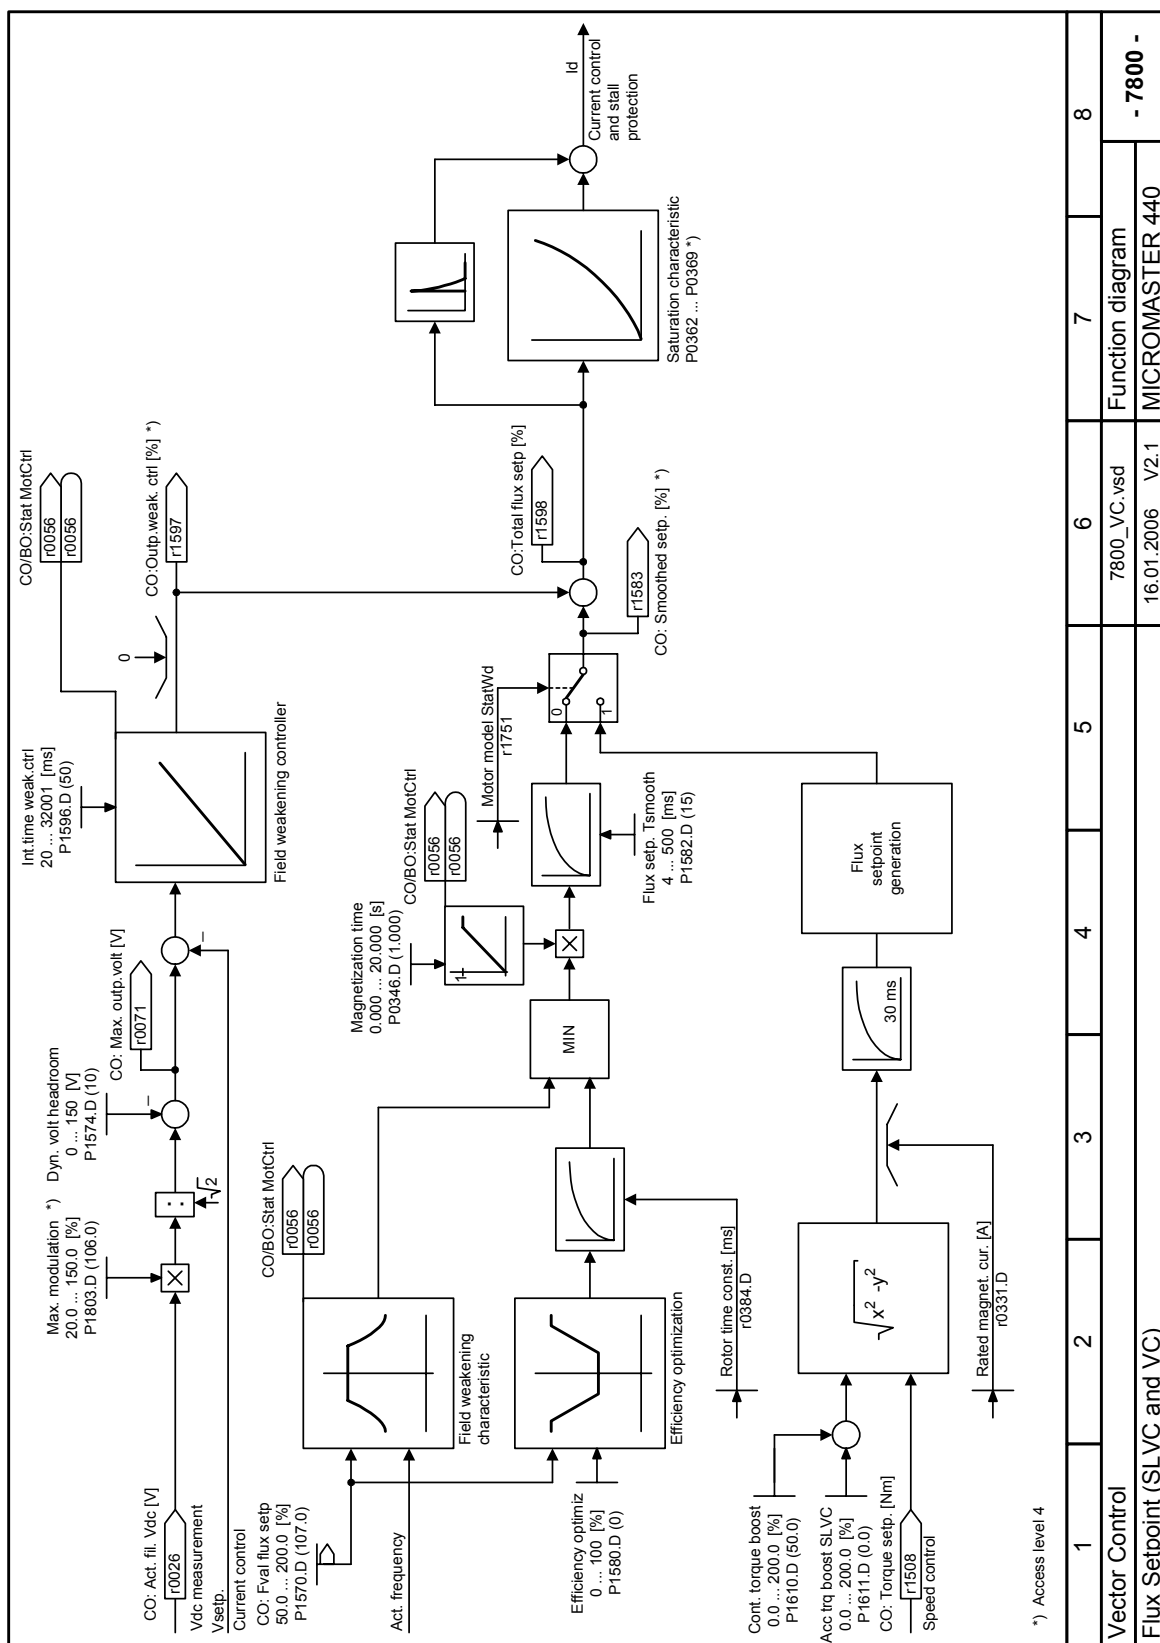 CO: Act. fil. Vdc [V]
r0026
Vdc measurement
Vsetp.
Current control
Max. modulation *)
20.0 ... 150.0 [%]
P1803.D (106.0)
√2
Dyn. volt headroom
0 ... 150 [V]
P1574.D (10)
CO: Max. outp.volt [V]
r0071
–
–
Int.time weak.ctrl
20 ... 32001 [ms]
P1596.D (50)
Field weakening controller
0
CO/BO:Stat MotCtrl
r0056
r0056
CO:Outp.weak. ctrl [%] *)
r1597
CO: Fval flux setp
50.0 ... 200.0 [%]
P1570.D (107.0)
Act. frequency
Field weakening
characteristic
CO/BO:Stat MotCtrl
r0056
r0056
Efficiency optimiz
0 ... 100 [%]
P1580.D (0)
Efficiency optimization
Rotor time const. [ms]
r0384.D
MIN
Magnetization time
0.000 ... 20.000 [s]
P0346.D (1.000)
1
CO/BO:Stat MotCtrl
r0056
r0056
Flux setp. Tsmooth
4 ... 500 [ms]
P1582.D (15)
Motor model StatWd
r1751
0
1
CO: Smoothed setp. [%] *)
r1583
CO:Total flux setp [%]
r1598
Saturation characteristic
P0362 ... P0369 *)
Id
Current control
and stall
protection
Cont. torque boost
0.0 ... 200.0 [%]
P1610.D (50.0)
Acc trq boost SLVC
0.0 ... 200.0 [%]
P1611.D (0.0)
CO: Torque setp. [Nm]
r1508
Speed control
√x² -y²
Rated magnet. cur. [A]
r0331.D
30 ms
Flux
setpoint
generation
*) Access level 4
1 2 3 4 5 6 7 8
Vector Control
Flux Setpoint (SLVC and VC)
7800_VC.vsd
16.01.2006 V2.1
Function diagram
MICROMASTER 440
- 7800 -